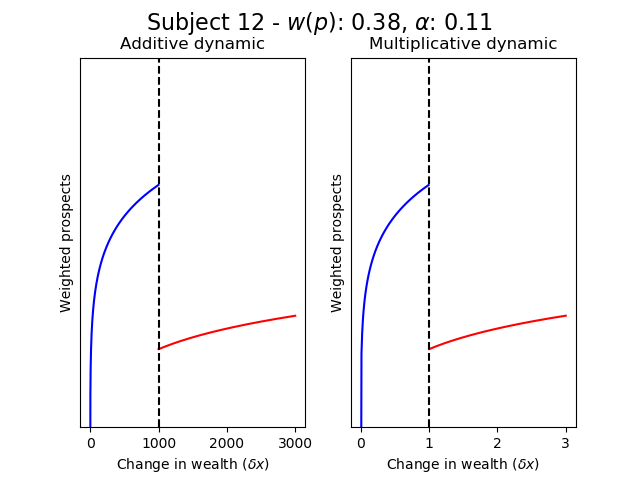 Subject 12 - w(p): 0.38, α: 0.11
Additive dynamic
Multiplicative dynamic
Weighted prospects
Weighted prospects
0 1000 2000 3000
0 1 2 3
Change in wealth (δx)
Change in wealth (δx)